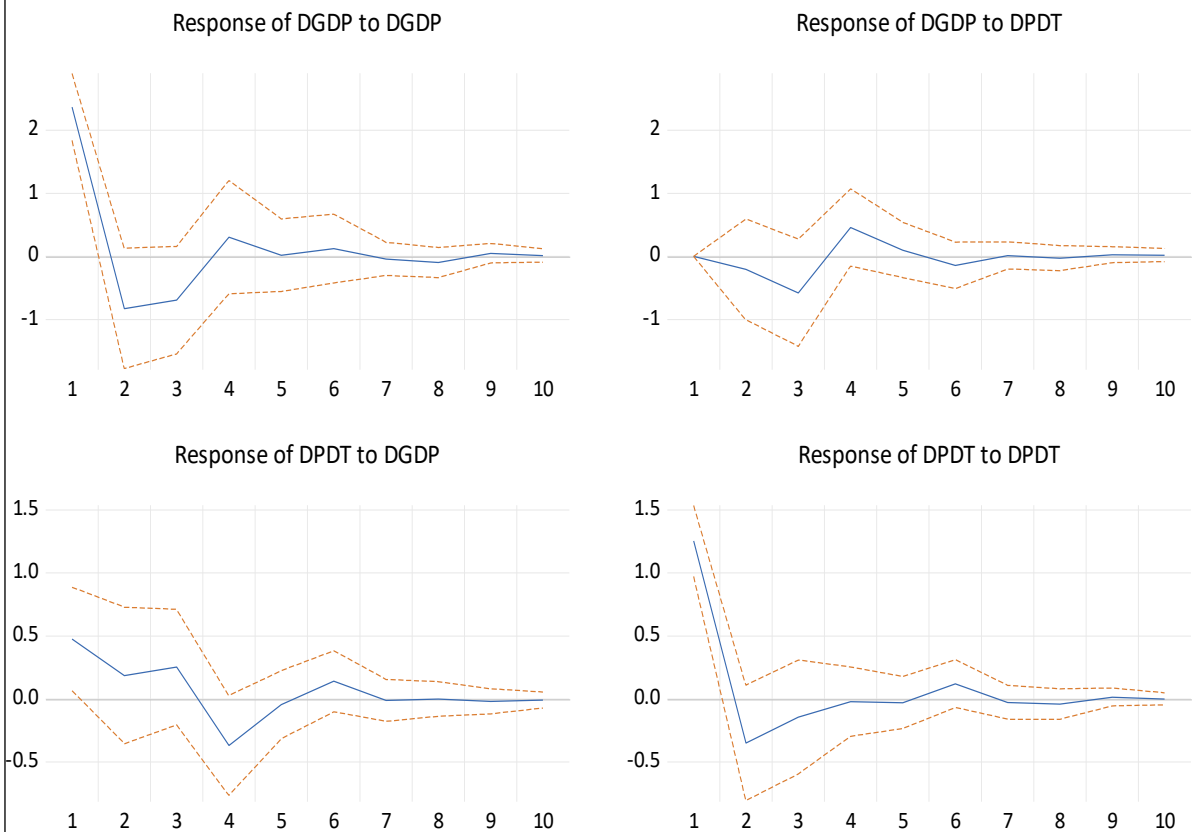 Response of DGDP to DGDP
2
1
0
-1
1 2 3 4 5 6 7 8 9 10
Response of DGDP to DPDT
2
1
0
-1
1 2 3 4 5 6 7 8 9 10
Response of DPDT to DGDP
1.5
1.0
0.5
0.0
-0.5
1 2 3 4 5 6 7 8 9 10
Response of DPDT to DPDT
1.5
1.0
0.5
0.0
-0.5
1 2 3 4 5 6 7 8 9 10